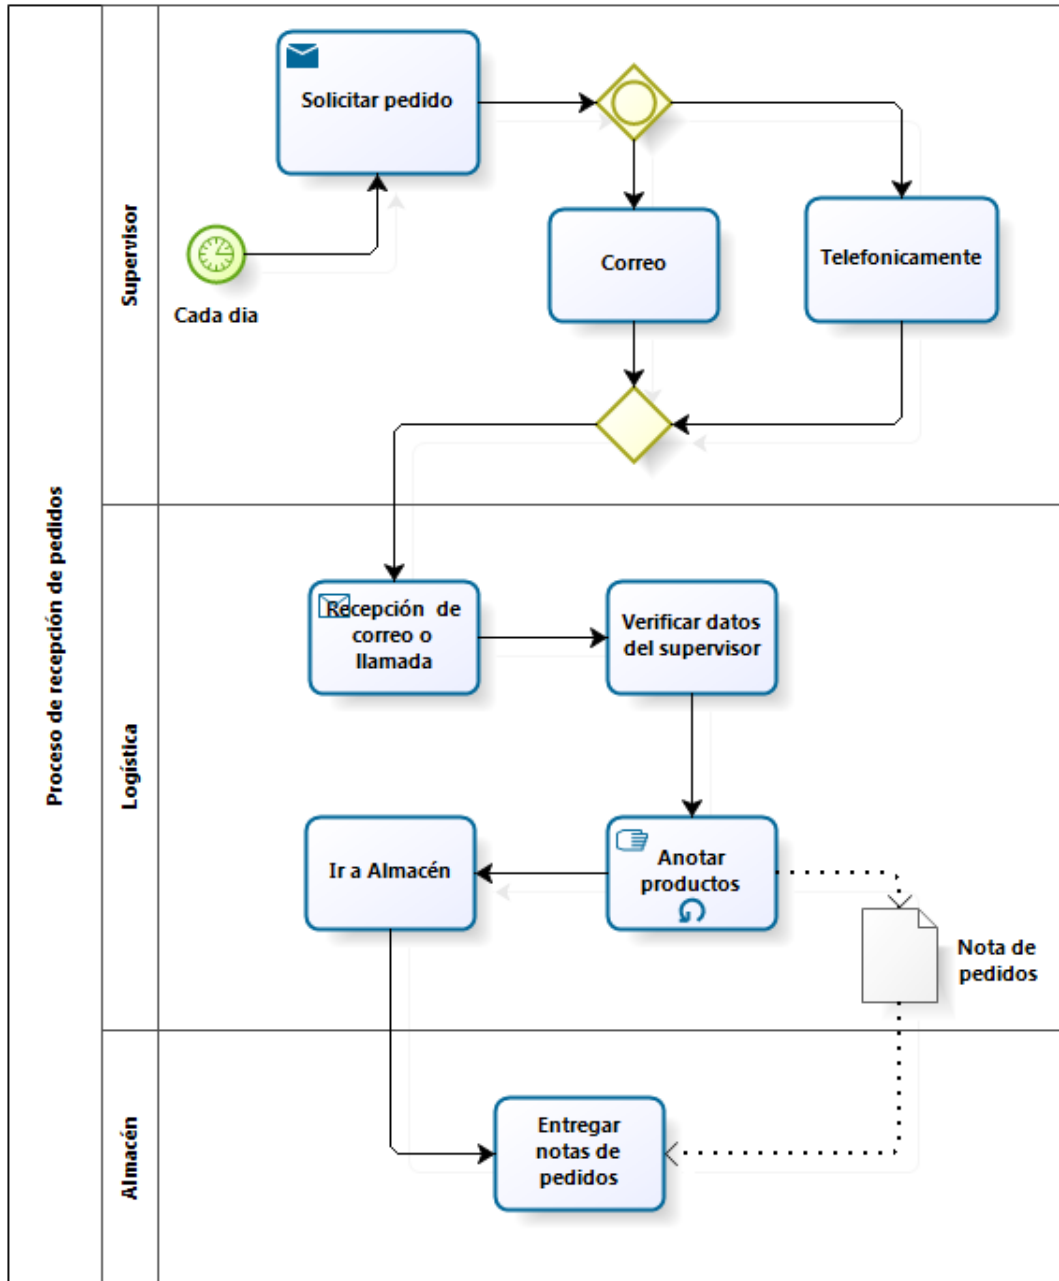 Proceso de recepción de pedidos
Supervisor
Solicitar pedido
Cada dia
Correo
Telefonicamente
Logística
Recepción de
correo o
llamada
Verificar datos
del supervisor
Ir a Almacén
Anotar
productos
Nota de
pedidos
Almacén
Entregar
notas de
pedidos